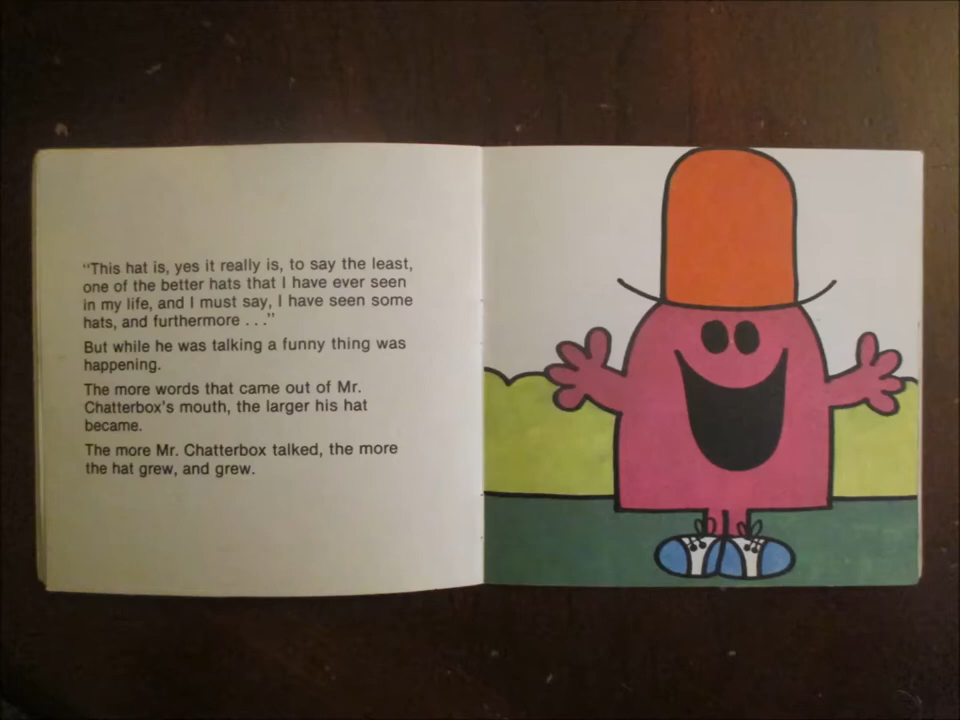 “This hat is, yes it really is, to say the least,
one of the better hats that I have ever seen
in my life, and I must say, I have seen some
hats, and furthermore . . .”
But while he was talking a funny thing was
happening.
The more words that came out of Mr.
Chatterbox’s mouth, the larger his hat
became.
The more Mr. Chatterbox talked, the more
the hat grew, and grew.